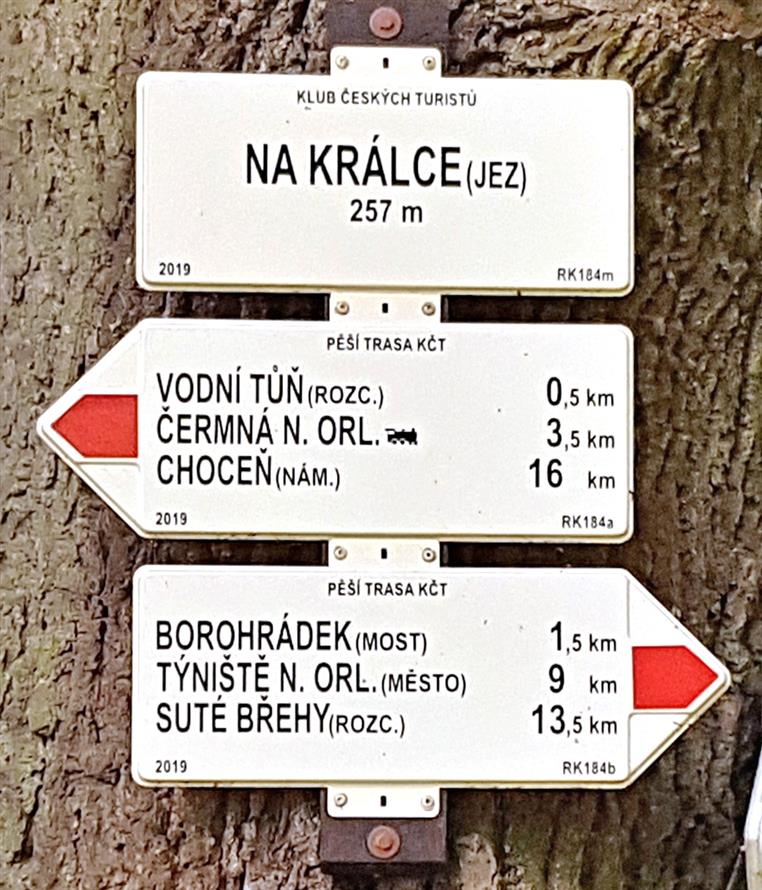 KLUB ČESKÝCH TURISTŮ
NA KRÁLCE (JEZ)
257 m
2019 RK184m
PĚŠÍ TRASA KČT
VODNÍ TŮŇ (ROZC.) 0,5 km
ČERMNÁ N. ORL. 3,5 km
CHOCEŇ (NÁM.) 16 km
2019 RK184a
PĚŠÍ TRASA KČT
BOROHRÁDEK (MOST) 1,5 km
TÝNIŠTĚ N. ORL. (MĚSTO) 9 km
SUTÉ BŘEHY (ROZC.) 13,5 km
2019 RK184b